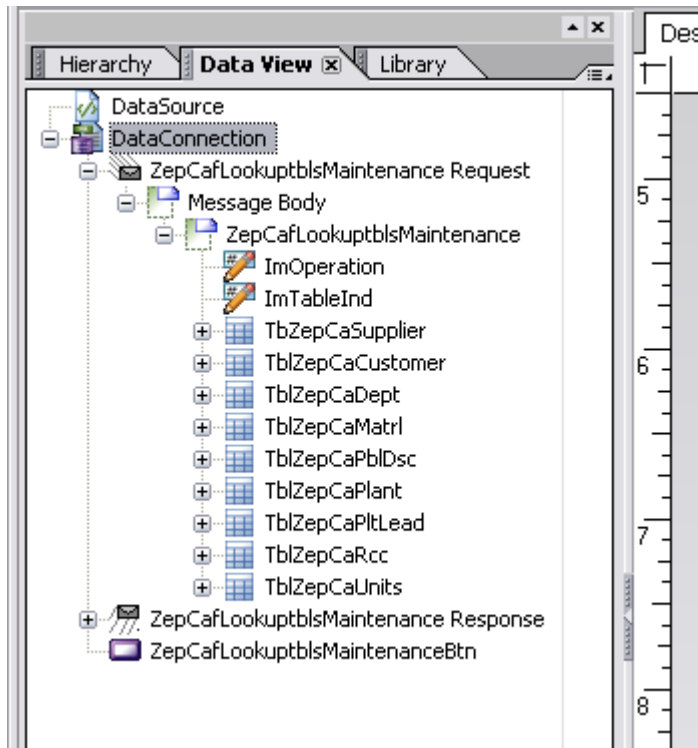 Des
Hierarchy Data View Library
DataSource
DataConnection
ZepCafLookuptblsMaintenance Request
Message Body
ZepCafLookuptblsMaintenance
ImOperation
ImTableInd
TbZepCaSupplier
TblZepCaCustomer
TblZepCaDept
TblZepCaMatrl
TblZepCaPblDsc
TblZepCaPlant
TblZepCaPltLead
TblZepCaRcc
TblZepCaUnits
ZepCafLookuptblsMaintenance Response
ZepCafLookuptblsMaintenanceBtn
5
6
7
8